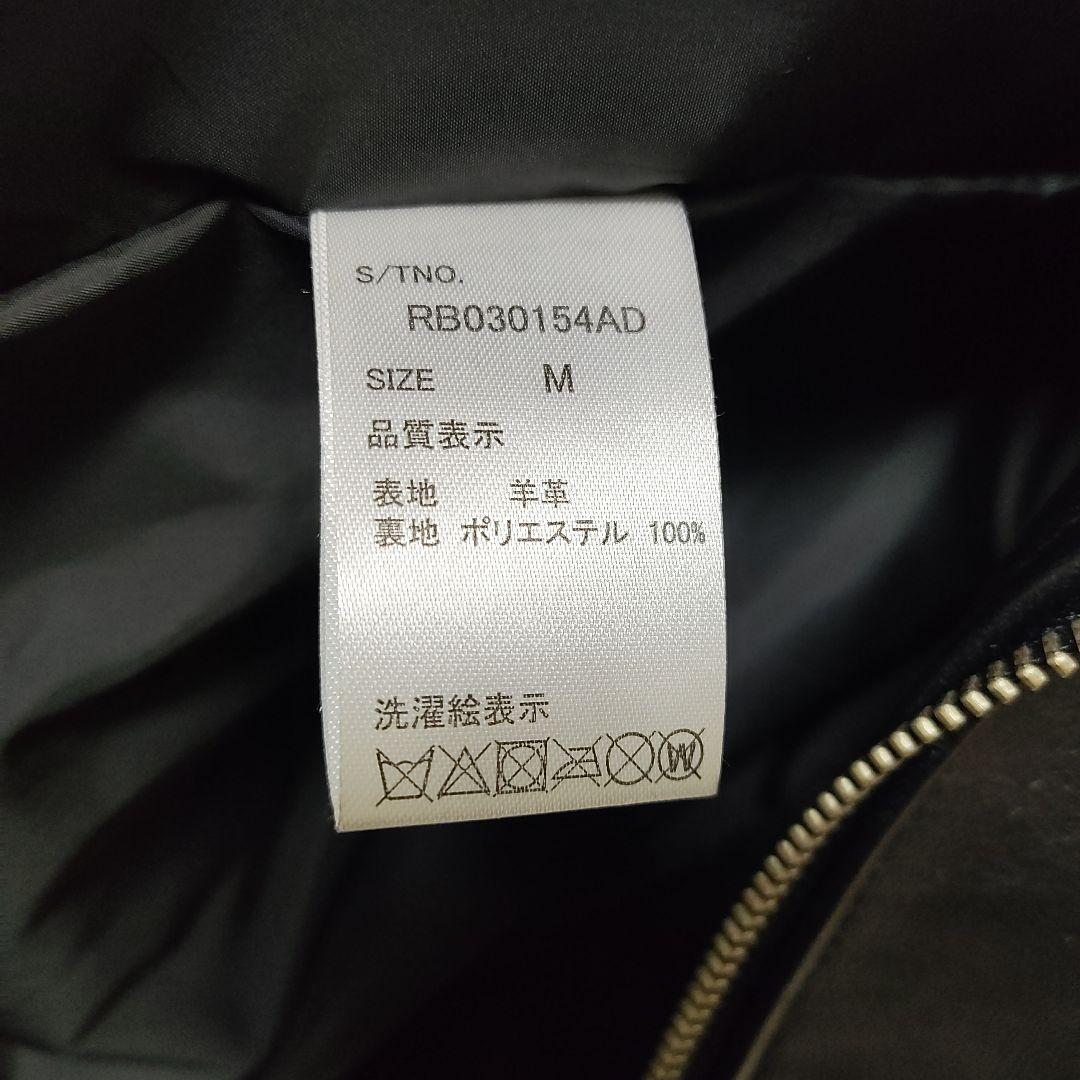 S/TNO.
RB030154AD
SIZE M
品質表示
表地 羊革
裏地 ポリエステル 100%
洗濯絵表示
W